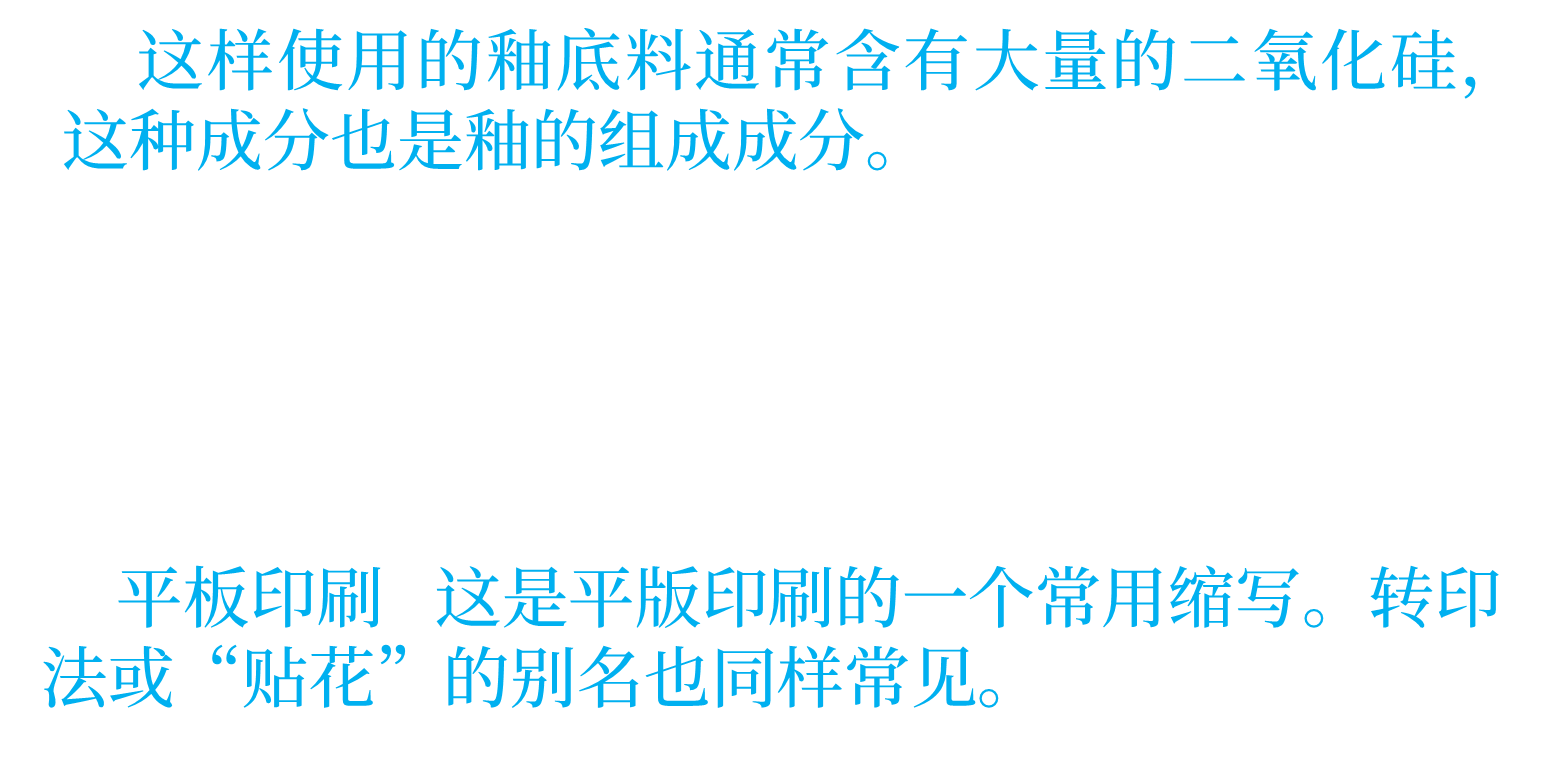 这样使用的釉底料通常含有大量的二氧化硅，
这种成分也是釉的组成成分。
平板印刷 这是平版印刷的一个常用缩写。转印
法或“贴花”的别名也同样常见。